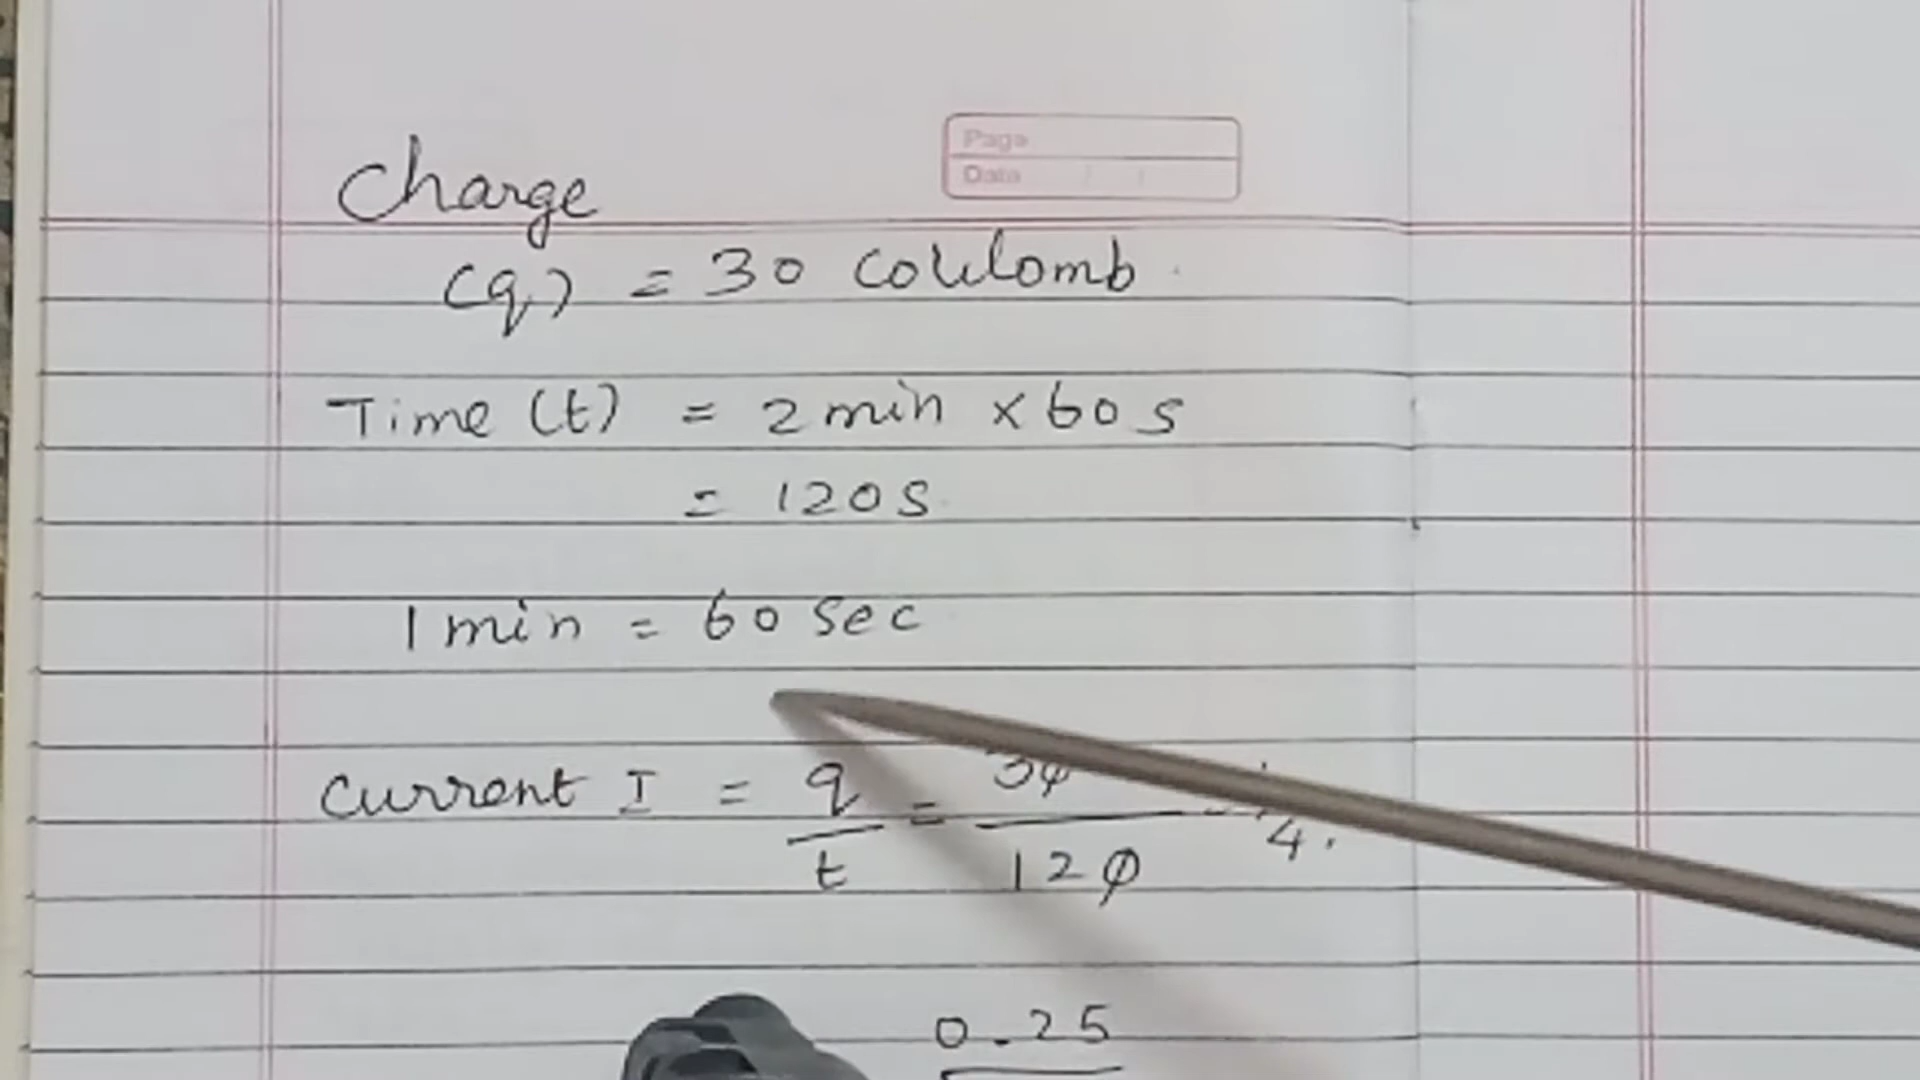 Page
Date / /
Charge
(q) = 30 Coulomb
Time (t) = 2 min × 60 s
= 120 s
1 min = 60 sec
Current I = q/t = 30/120 = 1/4.
0.25